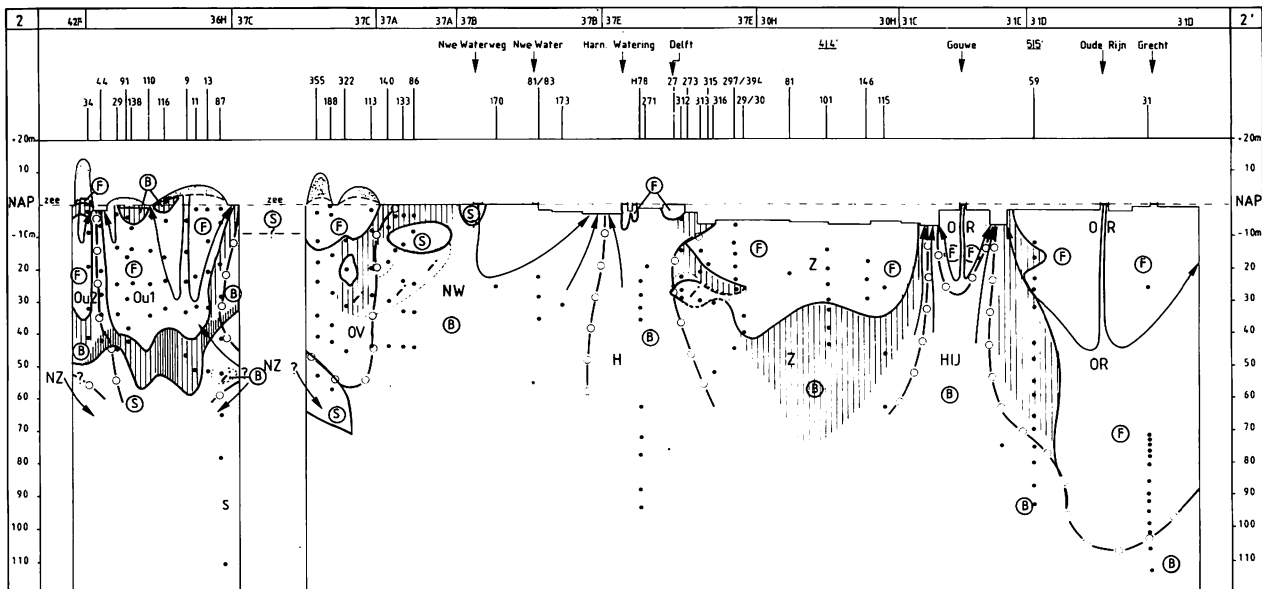 2 42A 36H 37C 37C 37A 37A 37B 37B 37E 37E 30H 30H 31C 31C 31D 31D 2'
Nwe Waterweg Nwe Water Harn. Watering Delft 414' Gouwe 515' Oude Rijn Grecht
44 91 110 9 13 355 322 140 86 81/83 H78 27 273 315 297/394 81 146 59
34 29 138 116 11 87 188 113 133 170 173 271 312 313 316 29/30 101 115 31
+20m +20m
10 10
NAP zee zee NAP
F B F S F S F O R O R
10m F S F S F Z F F F F 10m
20 F F NW F 20
30 Ou2 Ou1 B 30
40 OV B B 40
50 B NZ H Z HIJ OR 50
NZ ? ? B ? B B
60 S S 60
70 F 70
80 80
90 S B 90
100 100
110 B 110